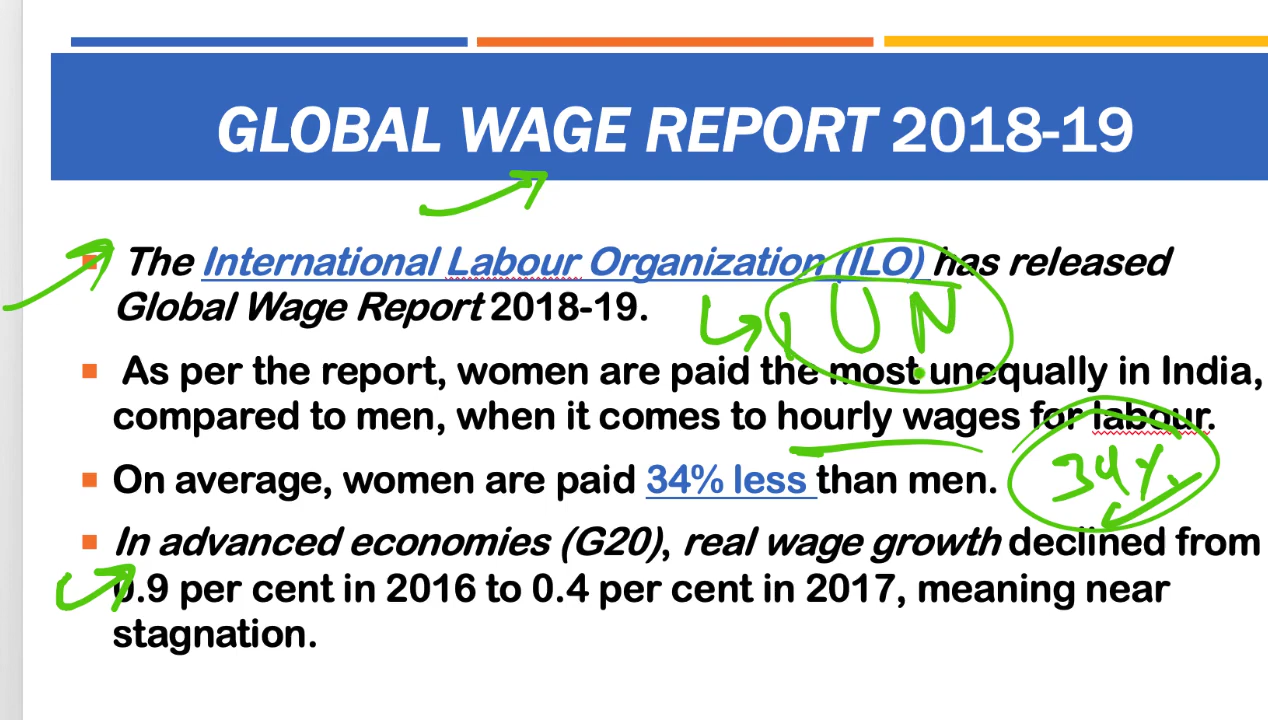 GLOBAL WAGE REPORT 2018-19
The International Labour Organization (ILO) has released
Global Wage Report 2018-19.
UN
As per the report, women are paid the most unequally in India,
compared to men, when it comes to hourly wages for labour.
34%
On average, women are paid 34% less than men.
In advanced economies (G20), real wage growth declined from
0.9 per cent in 2016 to 0.4 per cent in 2017, meaning near
stagnation.